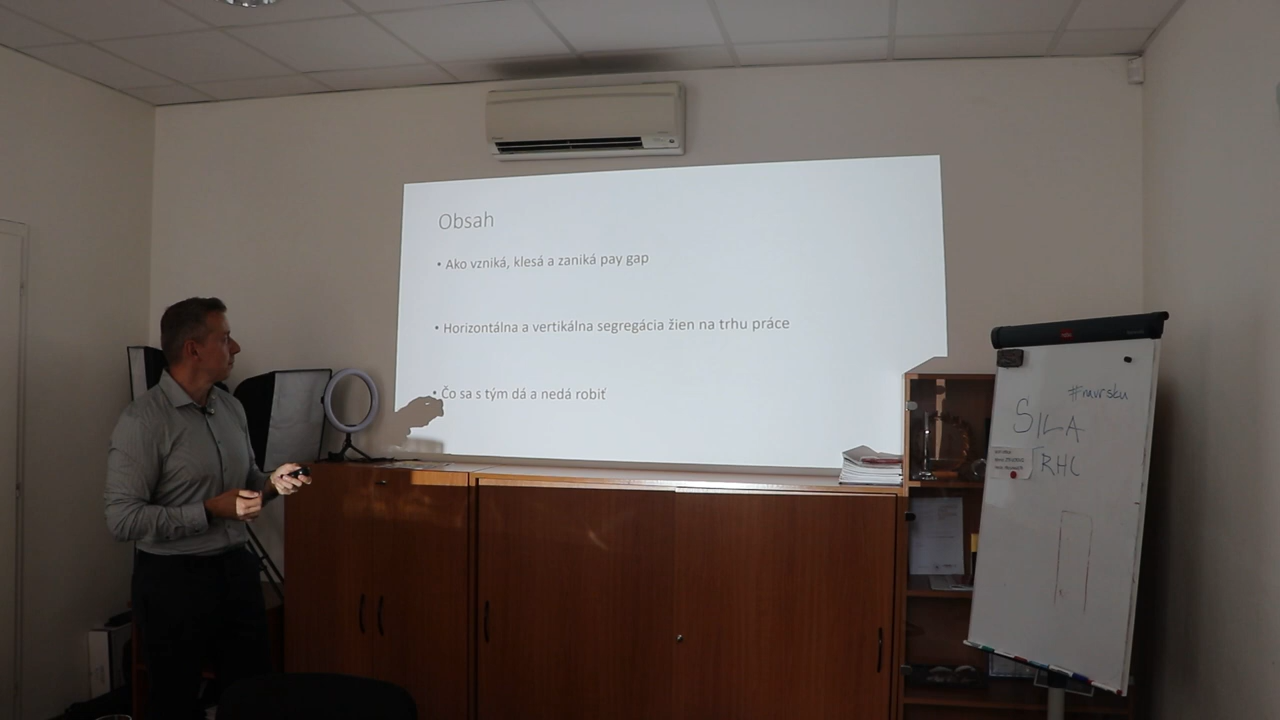 Obsah
• Ako vzniká, klesá a zaniká pay gap
• Horizontálna a vertikálna segregácia žien na trhu práce
• Čo sa s tým dá a nedá robiť
#navrsku
SILA
RHC